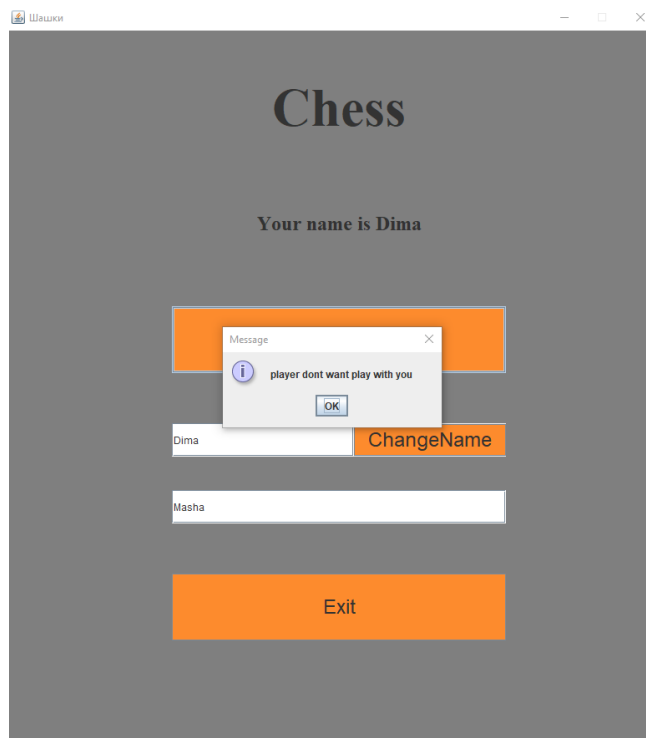 Шашки
Chess
Your name is Dima
Message
i
player dont want play with you
OK
Dima
ChangeName
Masha
Exit